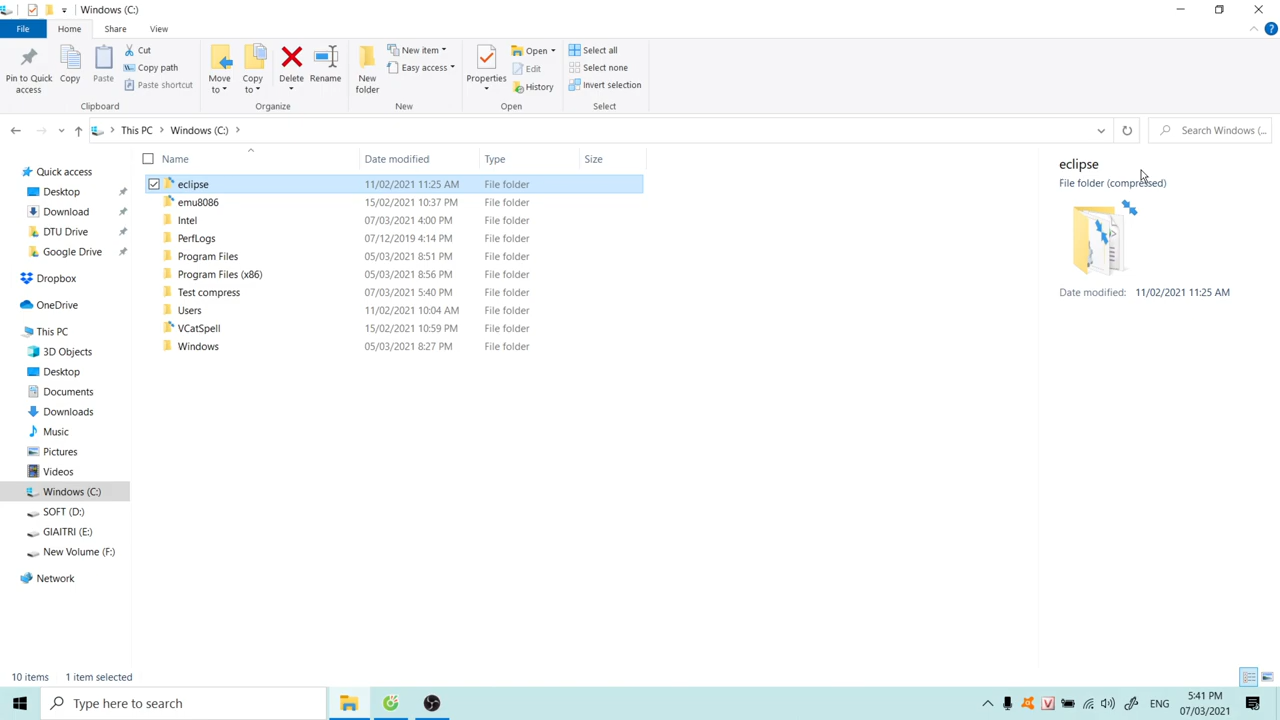 Windows (C:)
File Home Share View
Pin to Quick access
Copy
Paste
Cut
Copy path
Paste shortcut
Clipboard
Move to
Copy to
Delete
Rename
Organize
New folder
New item
Easy access
New
Properties
Open
Edit
History
Open
Select all
Select none
Invert selection
Select
This PC Windows (C:)
Search Windows (...
Quick access
Desktop
Download
DTU Drive
Google Drive
Dropbox
OneDrive
This PC
3D Objects
Desktop
Documents
Downloads
Music
Pictures
Videos
Windows (C:)
SOFT (D:)
GIAITRI (E:)
New Volume (F:)
Network
Name Date modified Type Size
eclipse 11/02/2021 11:25 AM File folder
emu8086 15/02/2021 10:37 PM File folder
Intel 07/03/2021 4:00 PM File folder
PerfLogs 07/12/2019 4:14 PM File folder
Program Files 05/03/2021 8:51 PM File folder
Program Files (x86) 05/03/2021 8:56 PM File folder
Test compress 07/03/2021 5:40 PM File folder
Users 11/02/2021 10:04 AM File folder
VCatSpell 15/02/2021 10:59 PM File folder
Windows 05/03/2021 8:27 PM File folder
eclipse
File folder (compressed)
Date modified: 11/02/2021 11:25 AM
10 items 1 item selected
Type here to search
ENG
5:41 PM
07/03/2021